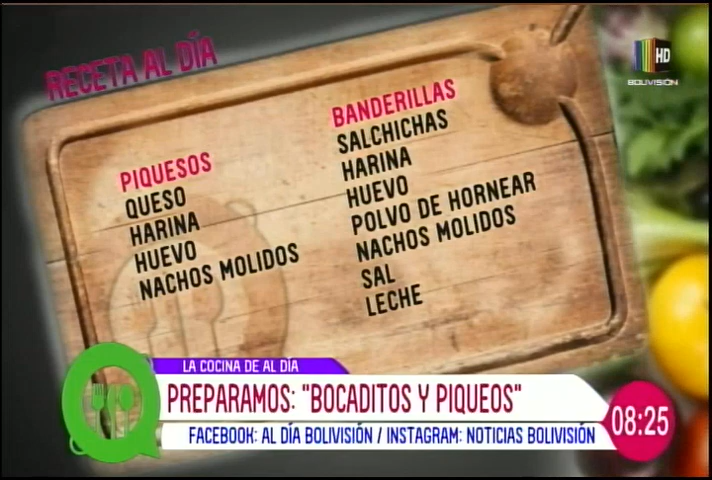 RECETA AL DÍA
HD
BOLIVISIÓN
PIQUESOS
QUESO
HARINA
HUEVO
NACHOS MOLIDOS
BANDERILLAS
SALCHICHAS
HARINA
HUEVO
POLVO DE HORNEAR
NACHOS MOLIDOS
SAL
LECHE
LA COCINA DE AL DÍA
PREPARAMOS: "BOCADITOS Y PIQUEOS"
FACEBOOK: AL DÍA BOLIVISIÓN / INSTAGRAM: NOTICIAS BOLIVISIÓN
08:25